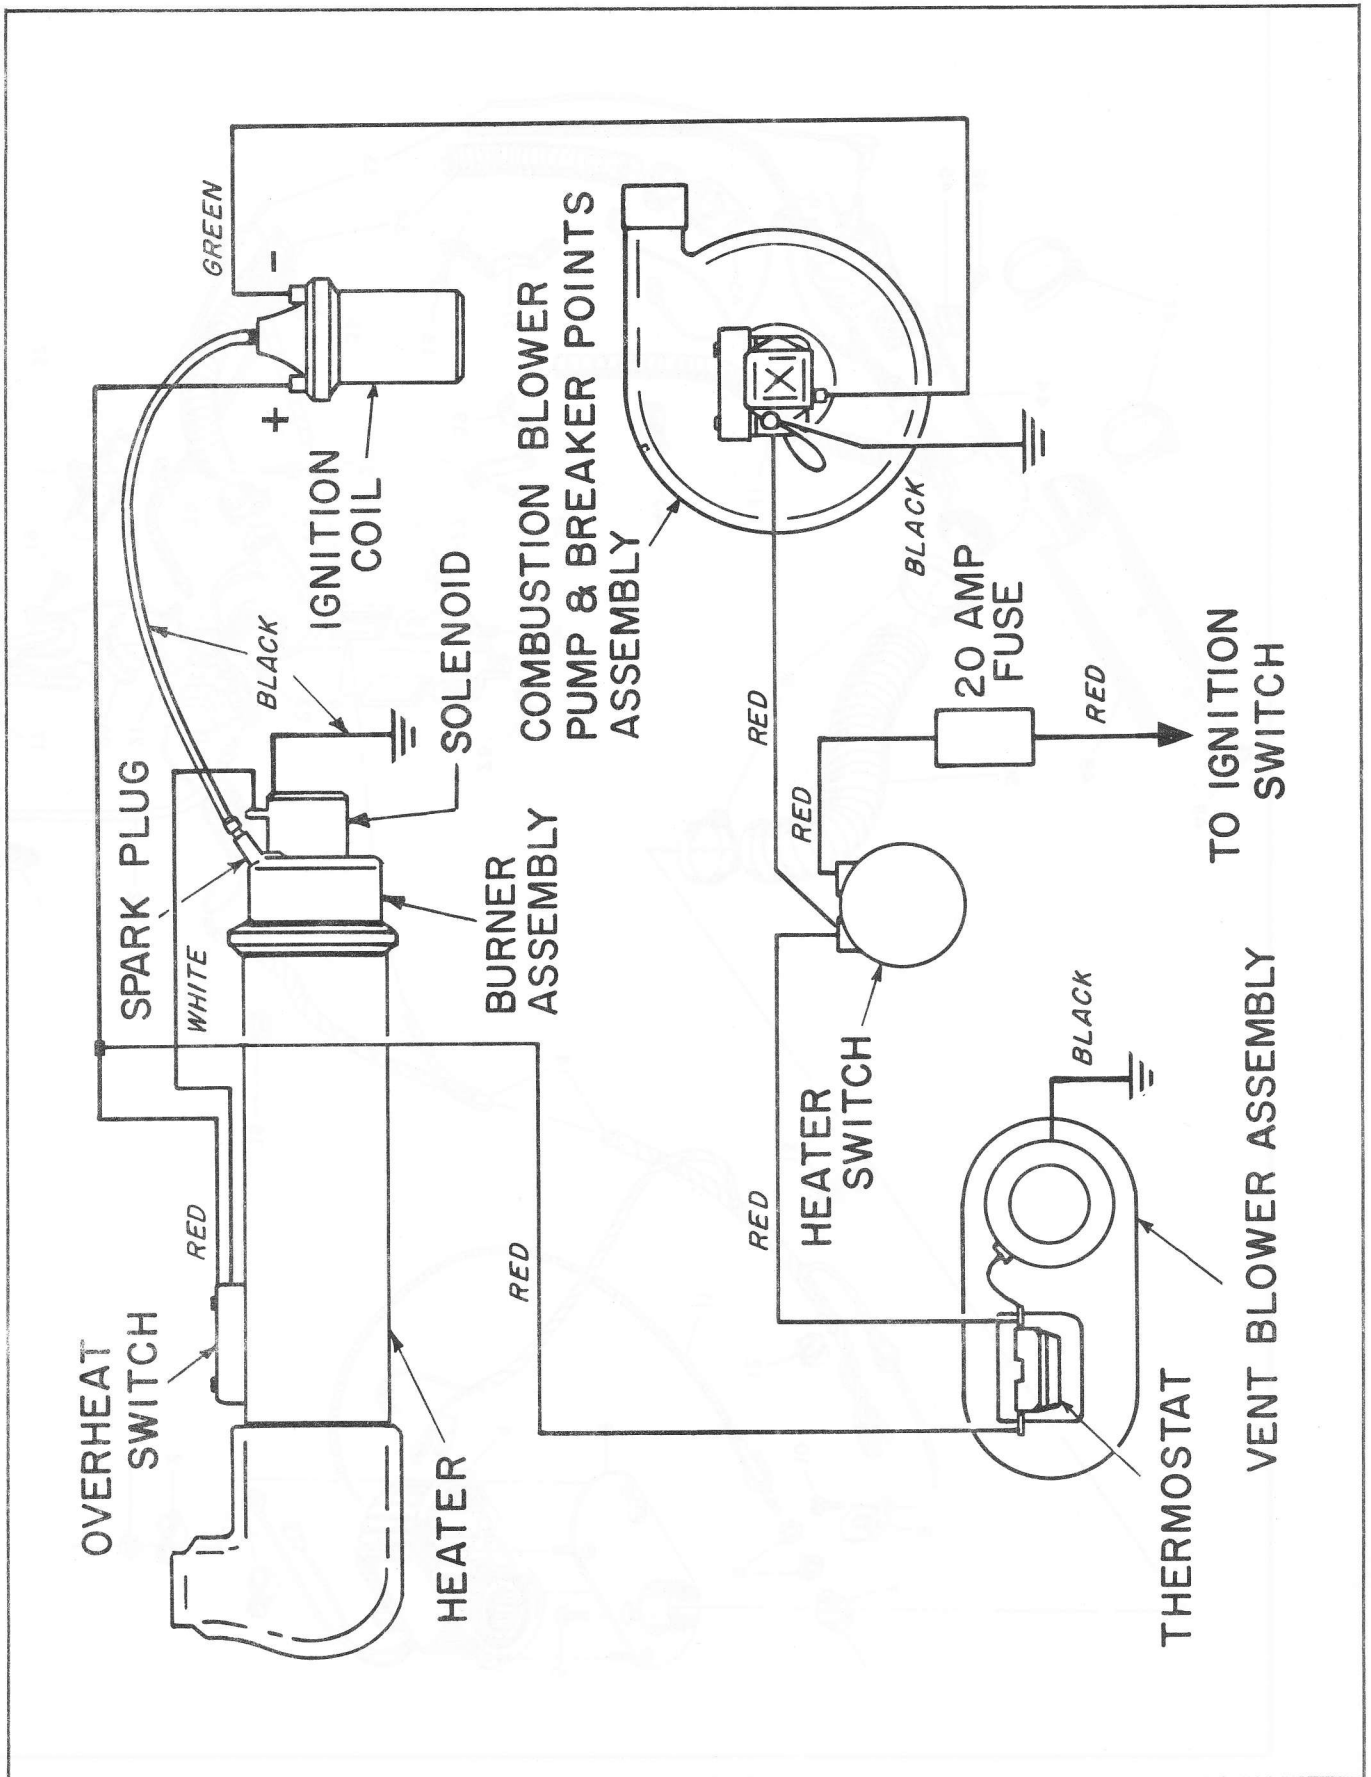 OVERHEAT
SWITCH
RED
WHITE
SPARK PLUG
BLACK
GREEN
+
-
IGNITION
COIL
SOLENOID
BURNER
ASSEMBLY
HEATER
RED
COMBUSTION BLOWER
PUMP & BREAKER POINTS
ASSEMBLY
RED
RED
RED
BLACK
HEATER
SWITCH
20 AMP
FUSE
RED
TO IGNITION
SWITCH
BLACK
THERMOSTAT
VENT BLOWER ASSEMBLY